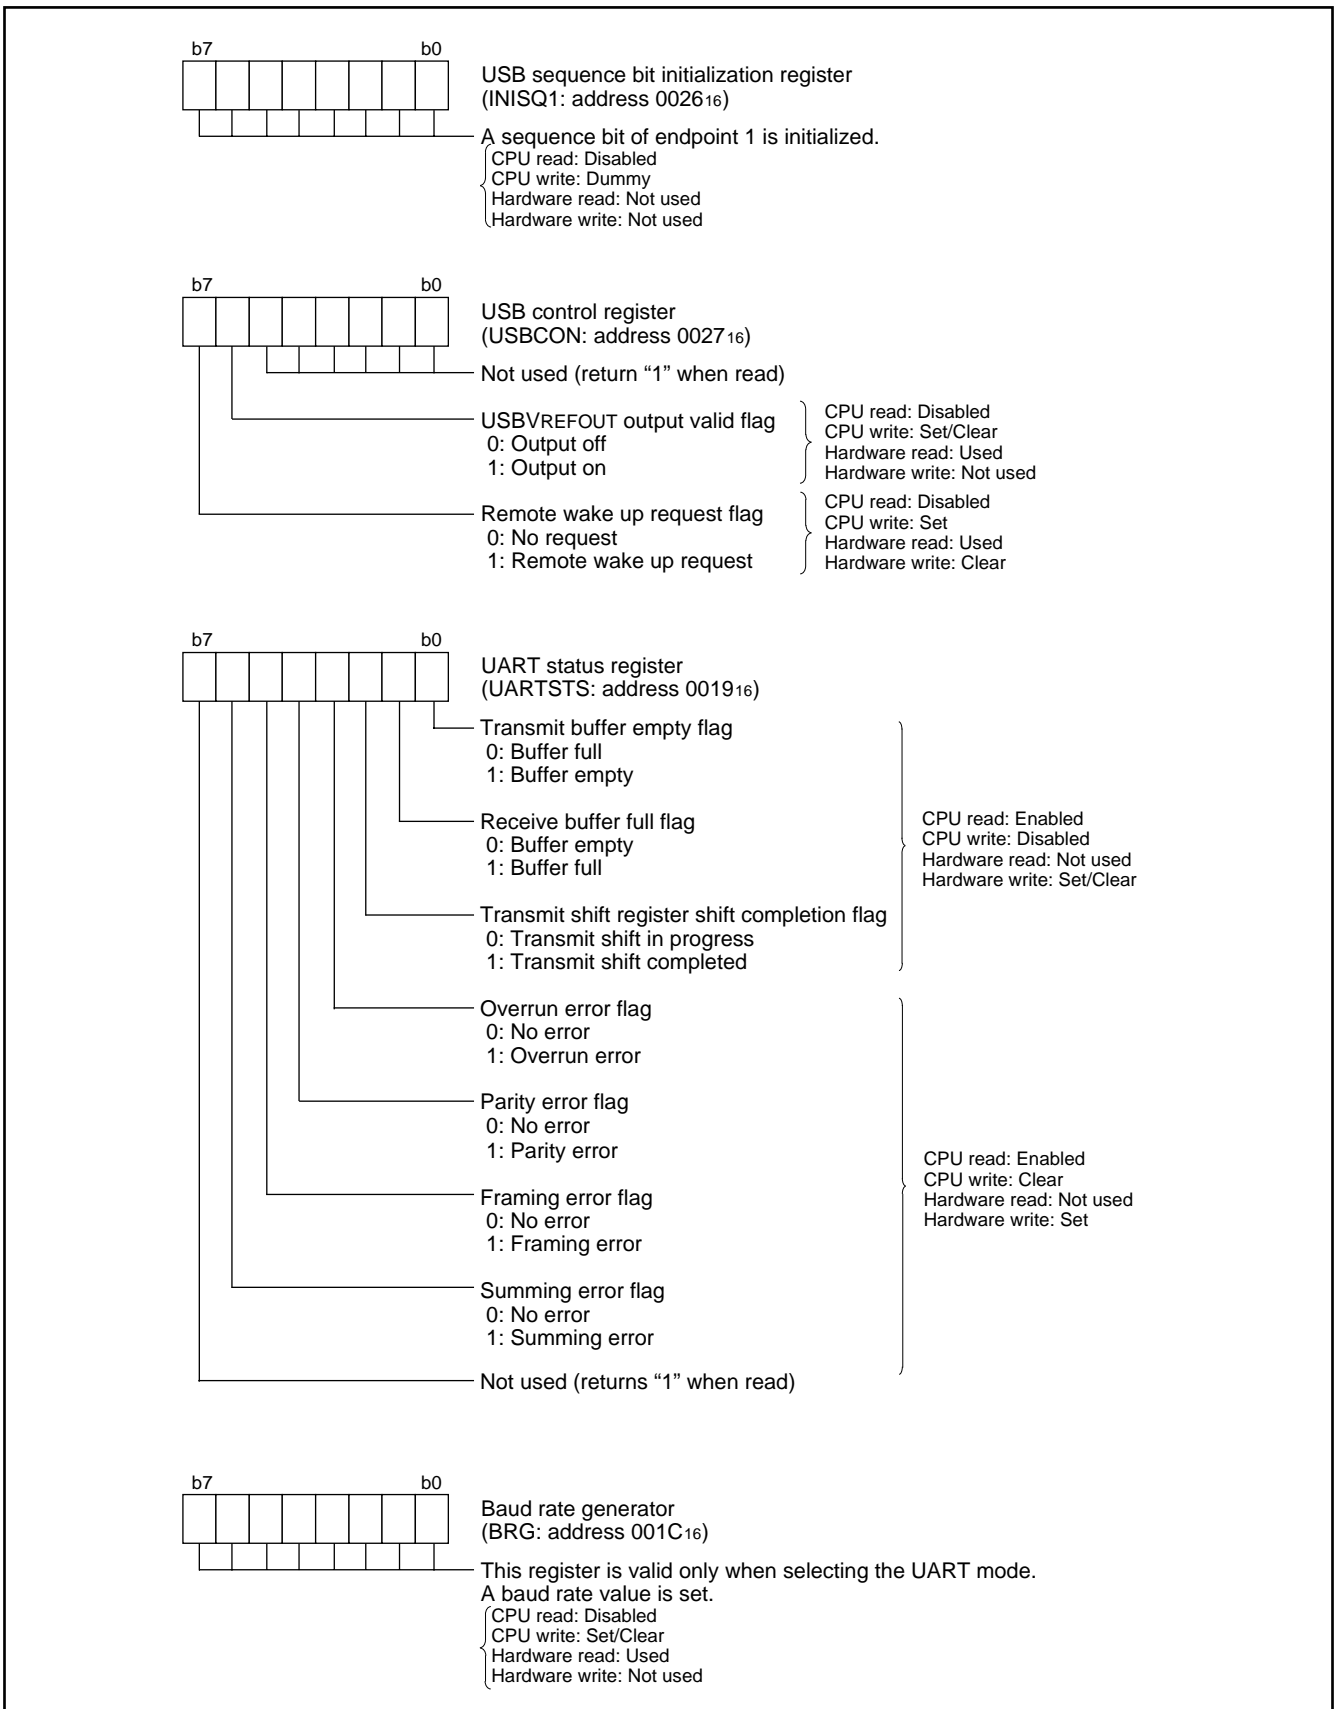 b7 b0
USB sequence bit initialization register
(INISQ1: address 002616)
A sequence bit of endpoint 1 is initialized.
CPU read: Disabled
CPU write: Dummy
Hardware read: Not used
Hardware write: Not used
b7 b0
USB control register
(USBCON: address 002716)
Not used (return “1” when read)
USBVREFOUT output valid flag
0: Output off
1: Output on
CPU read: Disabled
CPU write: Set/Clear
Hardware read: Used
Hardware write: Not used
Remote wake up request flag
0: No request
1: Remote wake up request
CPU read: Disabled
CPU write: Set
Hardware read: Used
Hardware write: Clear
b7 b0
UART status register
(UARTSTS: address 001916)
Transmit buffer empty flag
0: Buffer full
1: Buffer empty
Receive buffer full flag
0: Buffer empty
1: Buffer full
Transmit shift register shift completion flag
0: Transmit shift in progress
1: Transmit shift completed
CPU read: Enabled
CPU write: Disabled
Hardware read: Not used
Hardware write: Set/Clear
Overrun error flag
0: No error
1: Overrun error
Parity error flag
0: No error
1: Parity error
Framing error flag
0: No error
1: Framing error
Summing error flag
0: No error
1: Summing error
Not used (returns “1” when read)
CPU read: Enabled
CPU write: Clear
Hardware read: Not used
Hardware write: Set
b7 b0
Baud rate generator
(BRG: address 001C16)
This register is valid only when selecting the UART mode.
A baud rate value is set.
CPU read: Disabled
CPU write: Set/Clear
Hardware read: Used
Hardware write: Not used